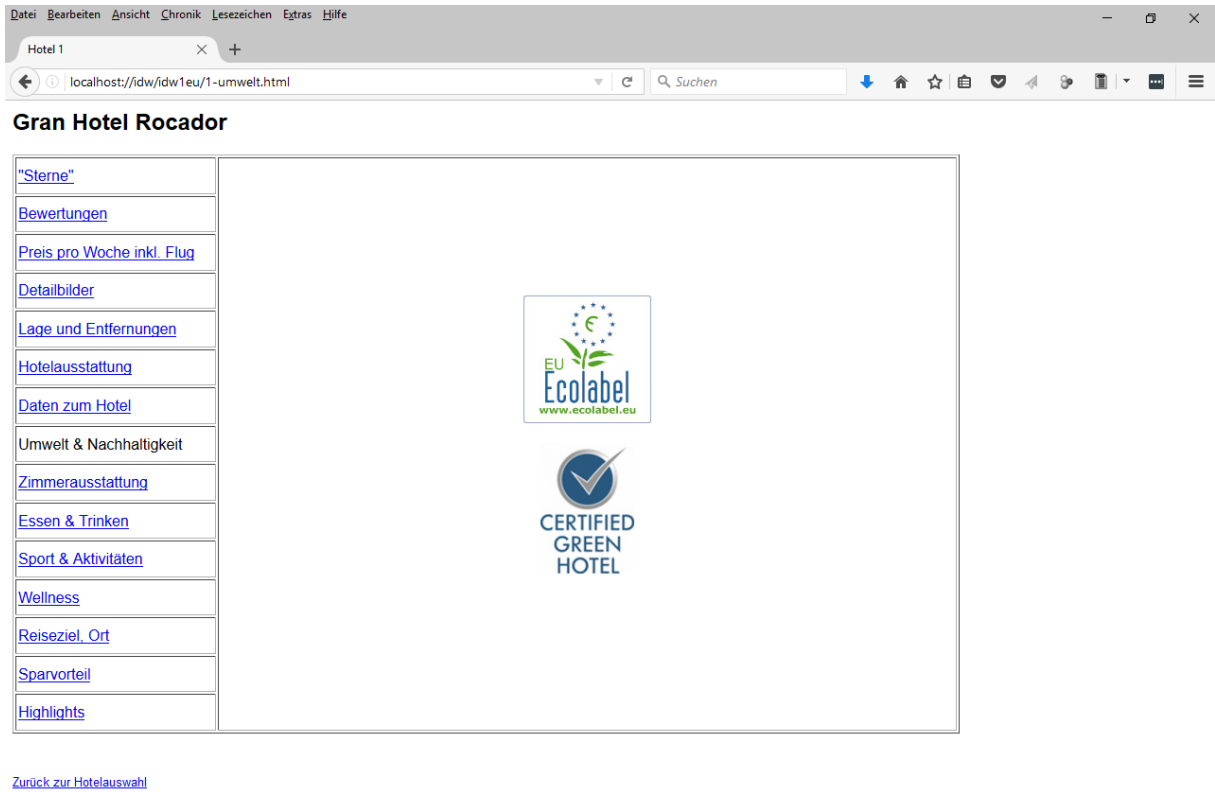 Datei Bearbeiten Ansicht Chronik Lesezeichen Extras Hilfe
Hotel 1
localhost://idw/idw1eu/1-umwelt.html
Suchen
Gran Hotel Rocador
"Sterne"
Bewertungen
Preis pro Woche inkl. Flug
Detailbilder
Lage und Entfernungen
Hotelausstattung
Daten zum Hotel
Umwelt & Nachhaltigkeit
Zimmerausstattung
Essen & Trinken
Sport & Aktivitäten
Wellness
Reiseziel, Ort
Sparvorteil
Highlights
EU
Ecolabel
www.ecolabel.eu
CERTIFIED
GREEN
HOTEL
Zurück zur Hotelauswahl